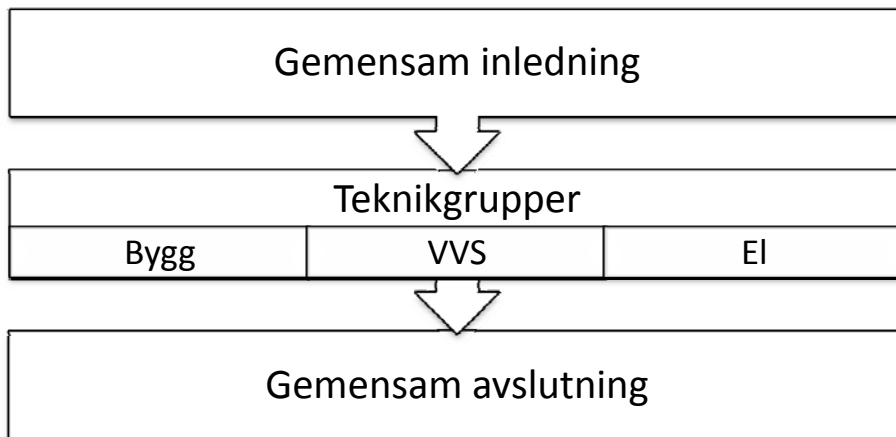 Gemensam inledning
Teknikgrupper
Bygg VVS El
Gemensam avslutning